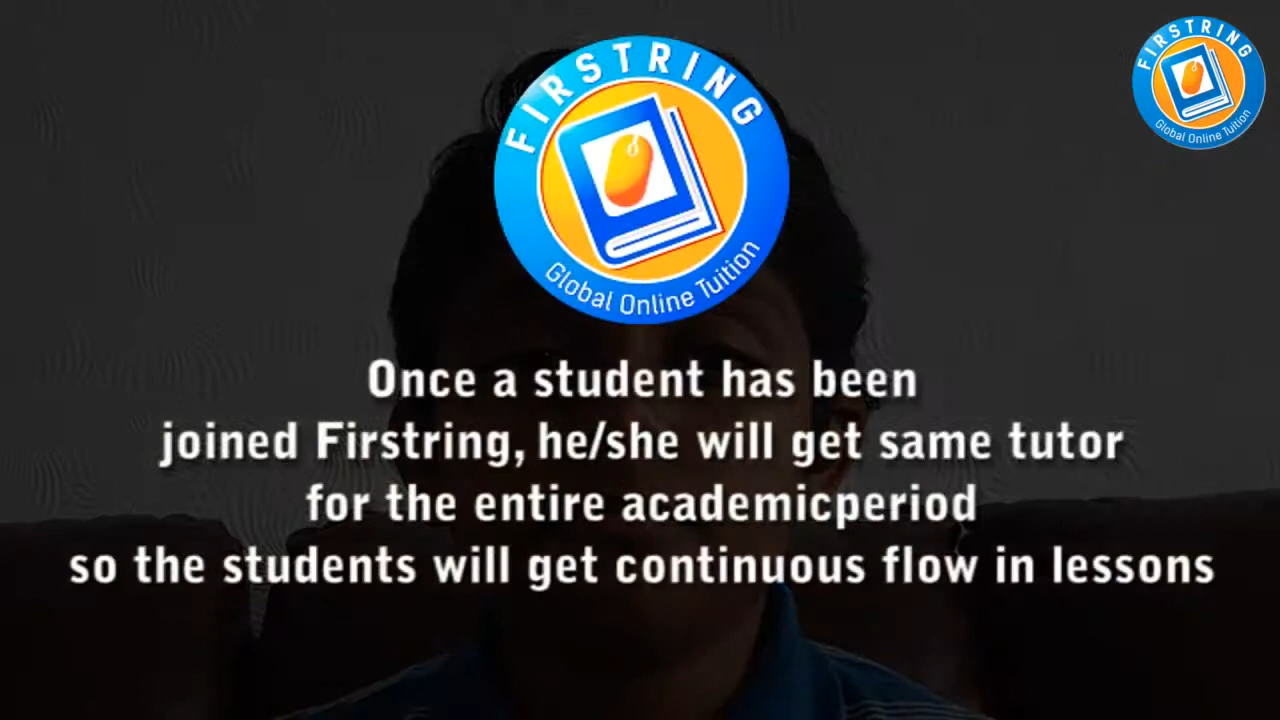 FIRSTRING
Global Online Tuition
FIRSTRING
Global Online Tuition
Once a student has been
joined Firstring, he/she will get same tutor
for the entire academicperiod
so the students will get continuous flow in lessons